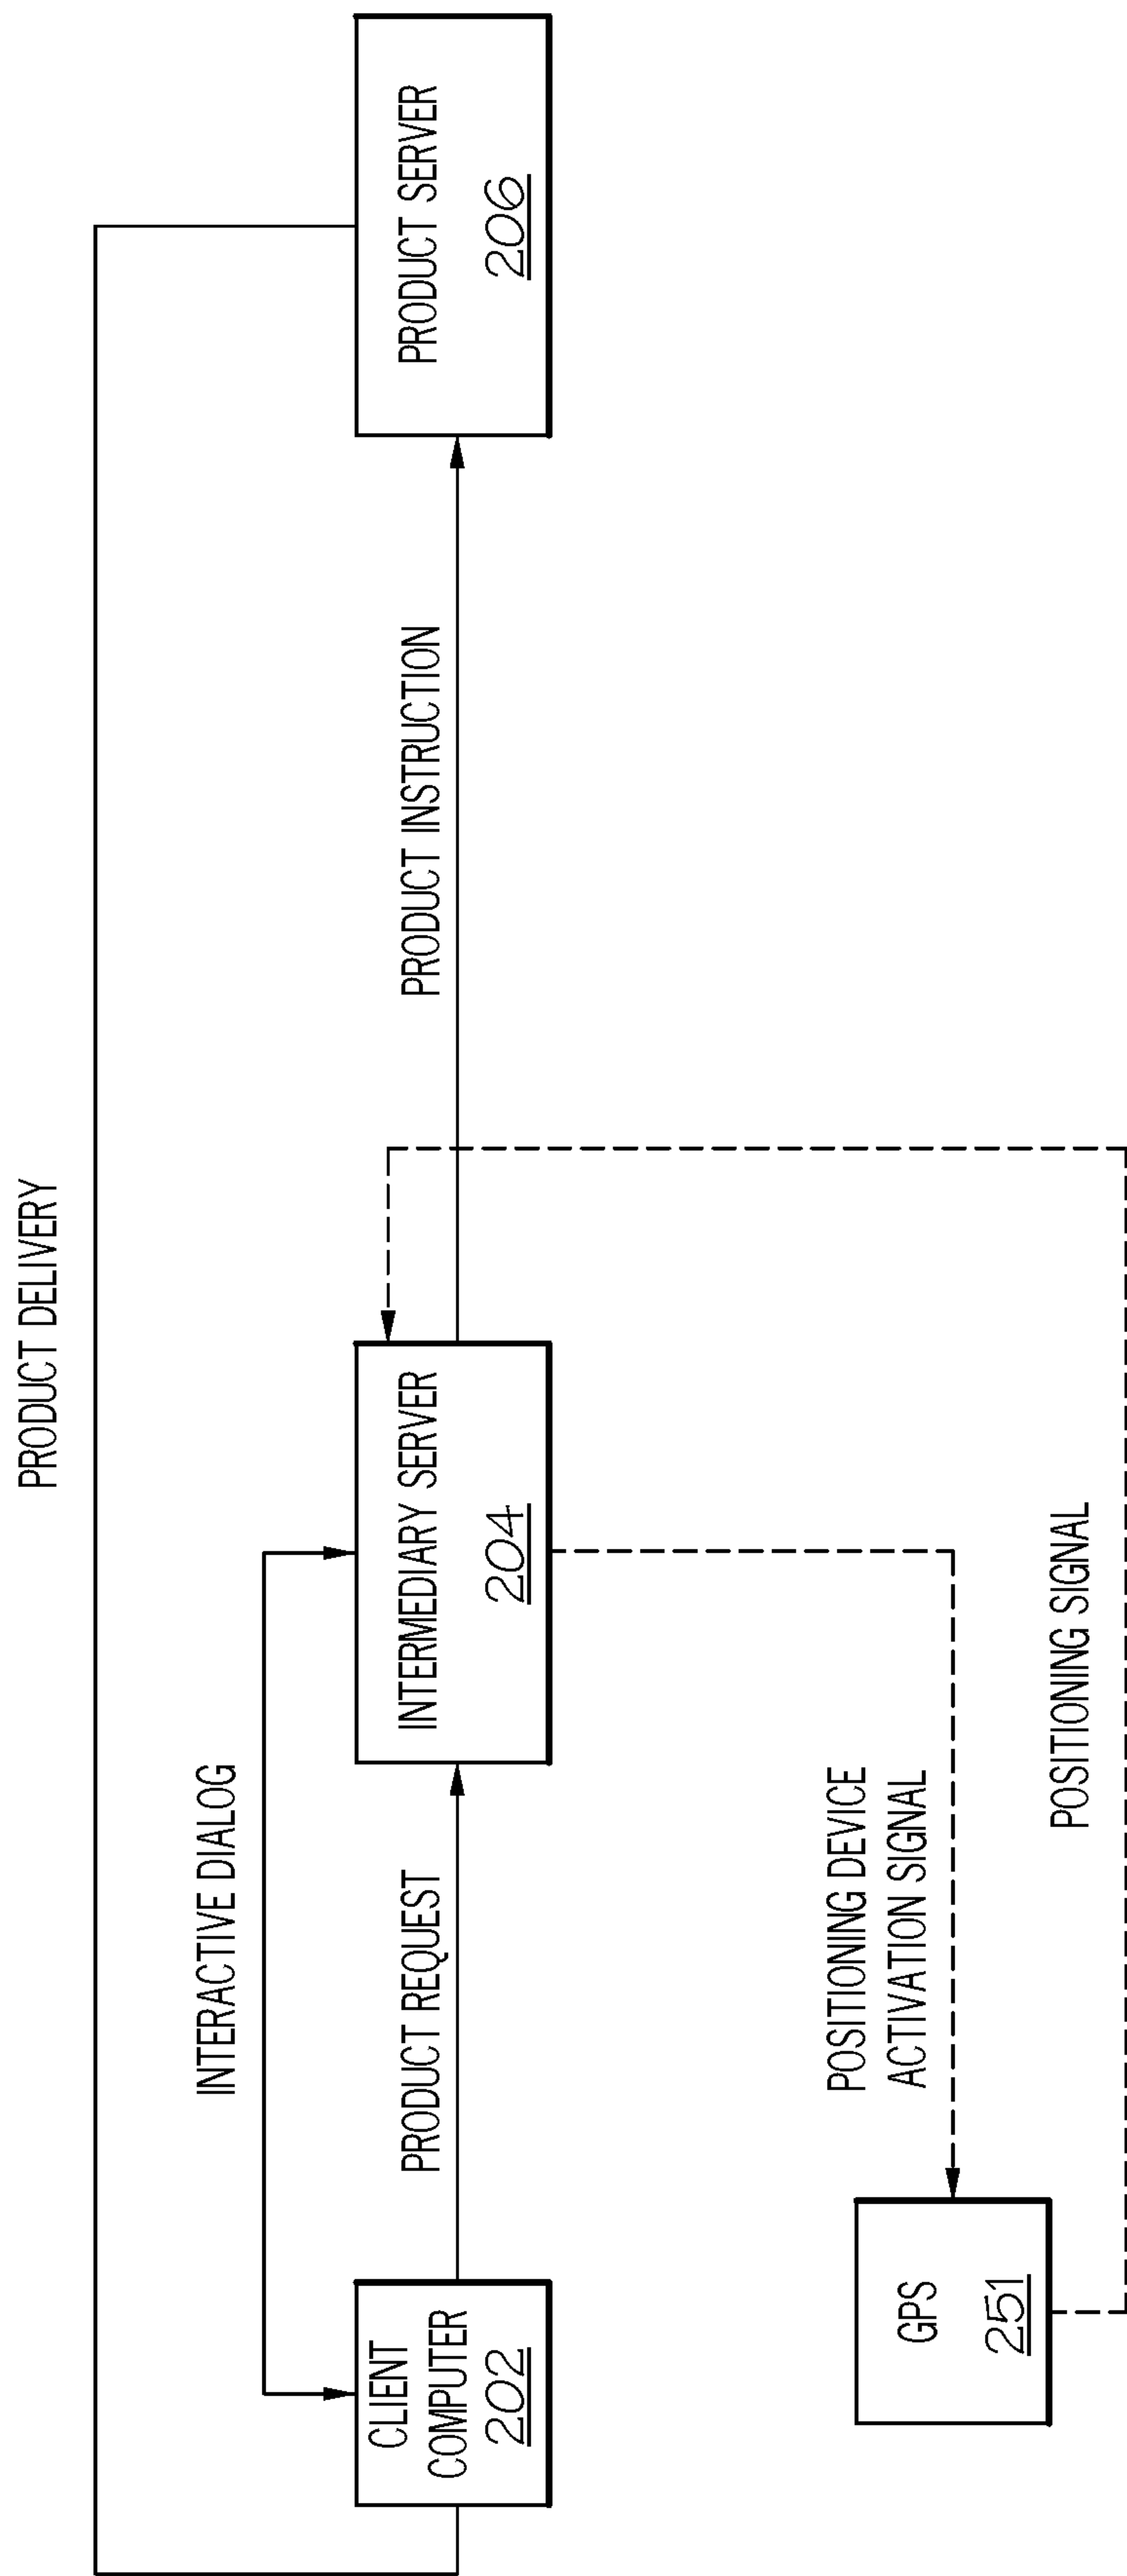 PRODUCT DELIVERY
INTERACTIVE DIALOG
CLIENT
COMPUTER
202
PRODUCT REQUEST
INTERMEDIARY SERVER
204
PRODUCT INSTRUCTION
PRODUCT SERVER
206
POSITIONING DEVICE
ACTIVATION SIGNAL
GPS
251
POSITIONING SIGNAL